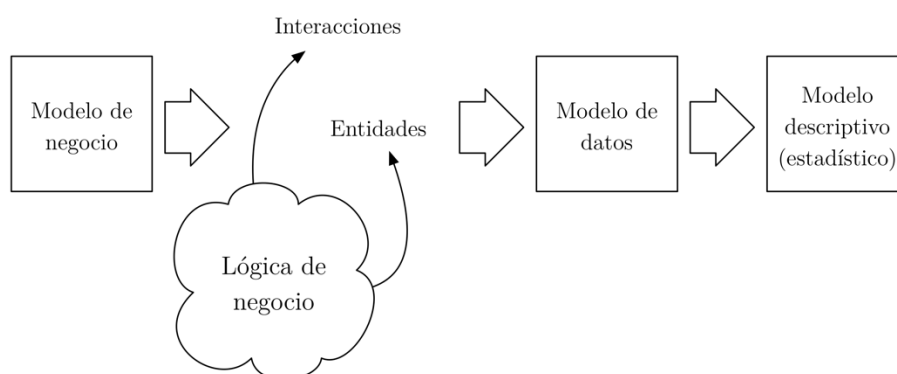 Interacciones
Modelo de
negocio
Entidades
Modelo de
datos
Modelo
descriptivo
(estadístico)
Lógica de
negocio